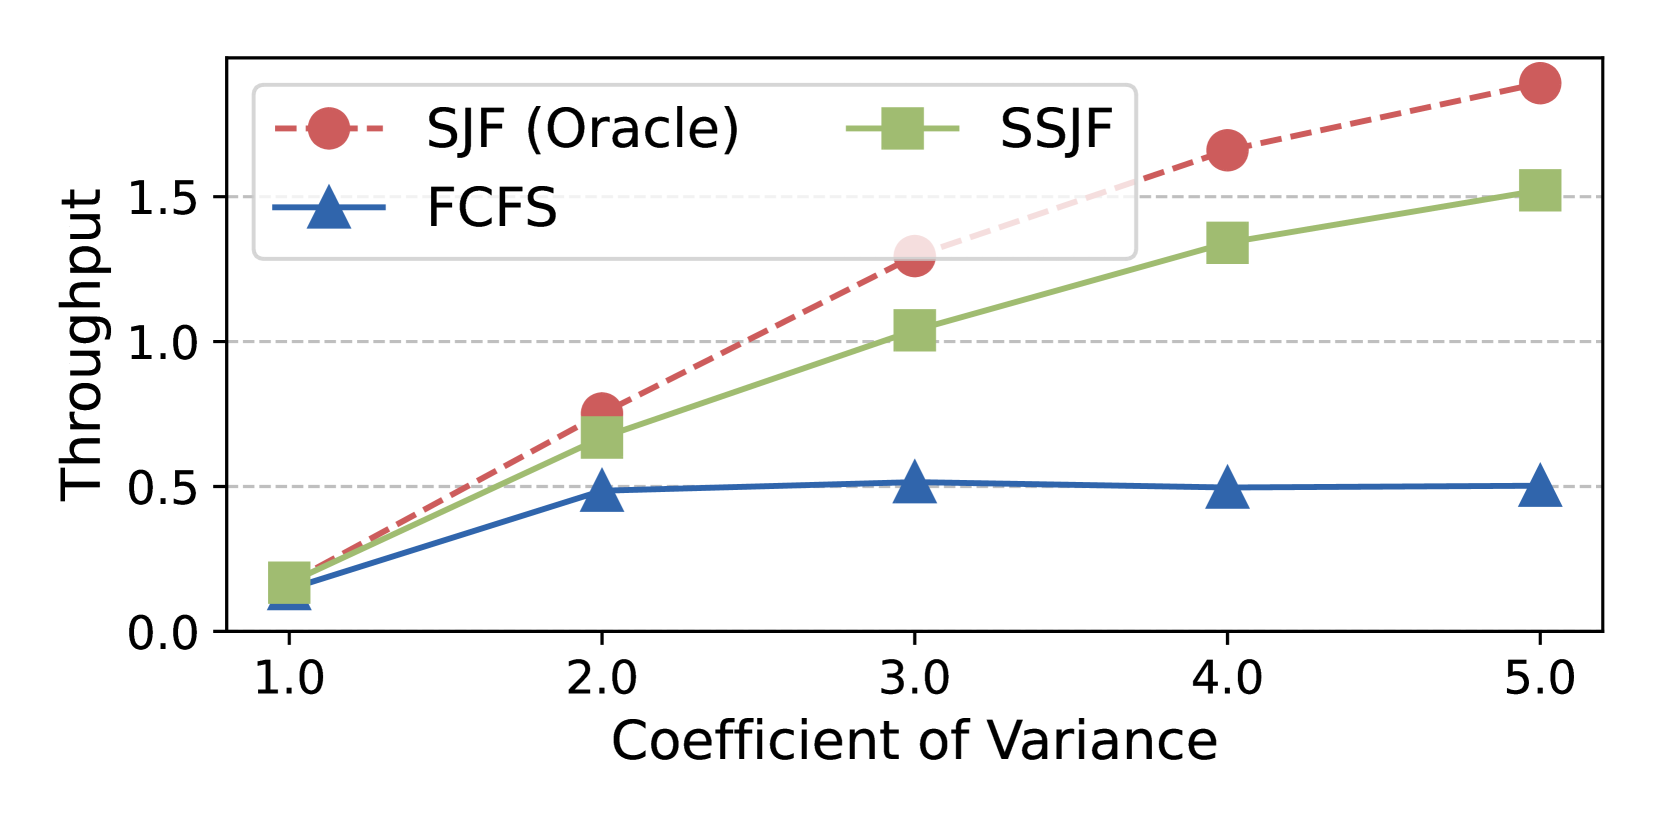 SJF (Oracle)
SSJF
FCFS
Throughput
1.5
1.0
0.5
0.0
1.0 2.0 3.0 4.0 5.0
Coefficient of Variance